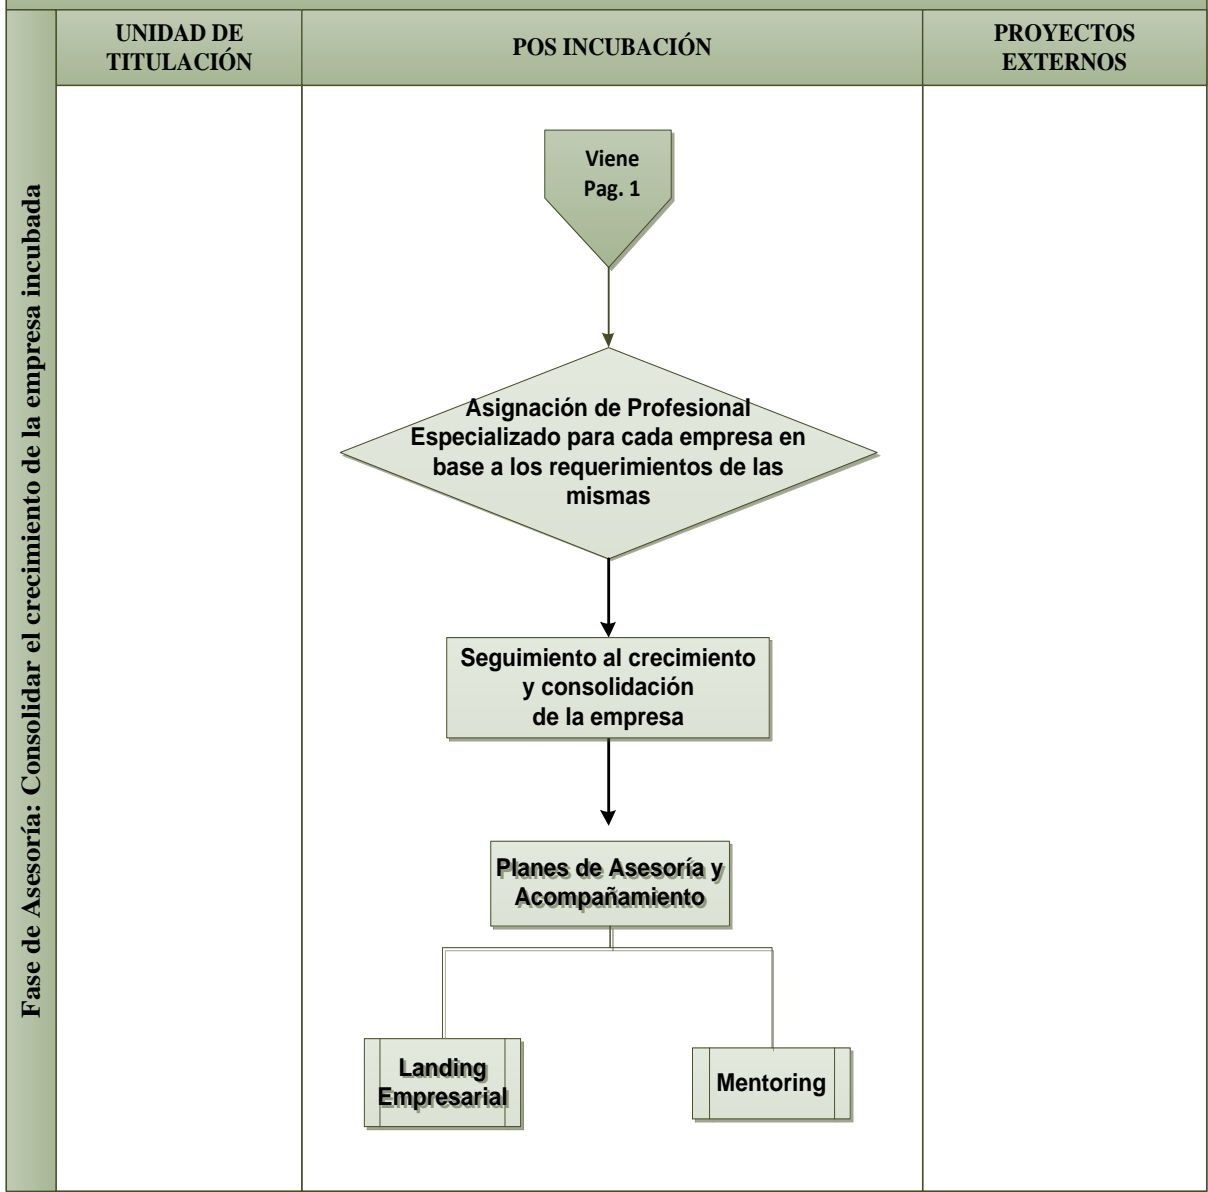 UNIDAD DE
TITULACIÓN
POS INCUBACIÓN
PROYECTOS
EXTERNOS
Fase de Asesoría: Consolidar el crecimiento de la empresa incubada
Viene
Pag. 1
Asignación de Profesional
Especializado para cada empresa en
base a los requerimientos de las
mismas
Seguimiento al crecimiento
y consolidación
de la empresa
Planes de Asesoría y
Acompañamiento
Landing
Empresarial
Mentoring